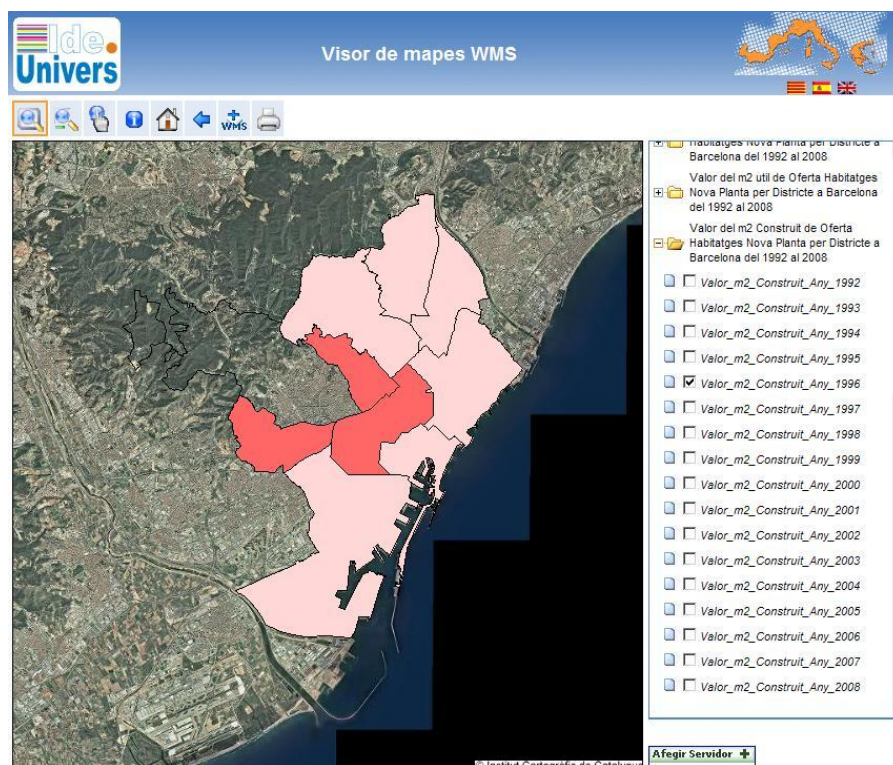 Ide.
Univers
Visor de mapes WMS
WMS
Habitatges Nova Planta per Districte a
Barcelona del 1992 al 2008
Valor del m2 util de Oferta Habitatges
Nova Planta per Districte a Barcelona
del 1992 al 2008
Valor del m2 Construit de Oferta
Habitatges Nova Planta per Districte a
Barcelona del 1992 al 2008
Valor_m2_Construit_Any_1992
Valor_m2_Construit_Any_1993
Valor_m2_Construit_Any_1994
Valor_m2_Construit_Any_1995
Valor_m2_Construit_Any_1996
Valor_m2_Construit_Any_1997
Valor_m2_Construit_Any_1998
Valor_m2_Construit_Any_1999
Valor_m2_Construit_Any_2000
Valor_m2_Construit_Any_2001
Valor_m2_Construit_Any_2002
Valor_m2_Construit_Any_2003
Valor_m2_Construit_Any_2004
Valor_m2_Construit_Any_2005
Valor_m2_Construit_Any_2006
Valor_m2_Construit_Any_2007
Valor_m2_Construit_Any_2008
© Institut Cartogràfic de Catalunya
Afegir Servidor